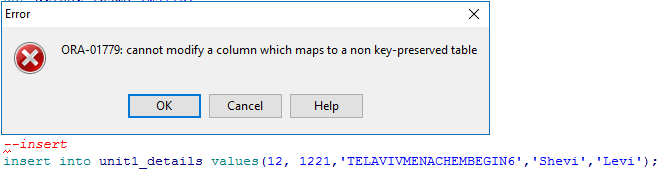 Error
ORA-01779: cannot modify a column which maps to a non key-preserved table
OK
Cancel
Help
--insert
insert into unit1_details values(12, 1221,'TELAVIVMENACHEMBEGIN6','Shevi','Levi');